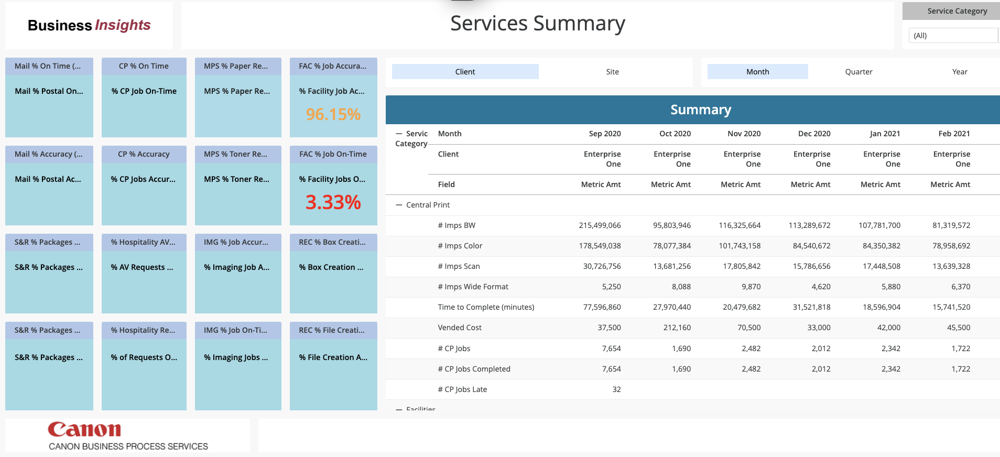 Business Insights
Services Summary
Service Category
(All)
Mail % On Time (...
CP % On Time
MPS % Paper Re...
FAC % Job Accura...
Mail % Postal On...
% CP Job On-Time
MPS % Paper Re...
% Facility Job Ac...
96.15%
Mail % Accuracy (...
CP % Accuracy
MPS % Toner Re...
FAC % Job On-Time
Mail % Postal Ac...
% CP Jobs Accur...
MPS % Toner Re...
% Facility Jobs O...
3.33%
S&R % Packages ...
% Hospitality AV...
IMG % Job Accur...
REC % Box Creati...
S&R % Packages ...
% AV Requests ...
% Imaging Job A...
% Box Creation ...
S&R % Packages ...
% Hospitality Re...
IMG % Job On-Ti...
REC % File Creati...
S&R % Packages ...
% of Requests O...
% Imaging Jobs ...
% File Creation A...
Client Site
Month Quarter Year
Summary
— Servic
Category
Month Sep 2020 Oct 2020 Nov 2020 Dec 2020 Jan 2021 Feb 2021
Client Enterprise One Enterprise One Enterprise One Enterprise One Enterprise One Enterprise One
Field Metric Amt Metric Amt Metric Amt Metric Amt Metric Amt Metric Amt
— Central Print
# Imps BW 215,499,066 95,803,946 116,325,664 113,289,672 107,781,700 81,319,572
# Imps Color 178,549,038 78,077,384 101,743,158 84,540,672 84,350,382 78,958,692
# Imps Scan 30,726,756 13,681,256 17,805,842 15,786,656 17,448,508 13,639,328
# Imps Wide Format 5,250 8,088 9,870 4,620 5,880 6,370
Time to Complete (minutes) 77,596,860 27,970,440 20,479,682 31,521,818 18,596,904 15,741,520
Vended Cost 37,500 212,160 70,500 33,000 42,000 45,500
# CP Jobs 7,654 1,690 2,482 2,012 2,342 1,722
# CP Jobs Completed 7,654 1,690 2,482 2,012 2,342 1,722
# CP Jobs Late 32
— Facilities
Canon
CANON BUSINESS PROCESS SERVICES